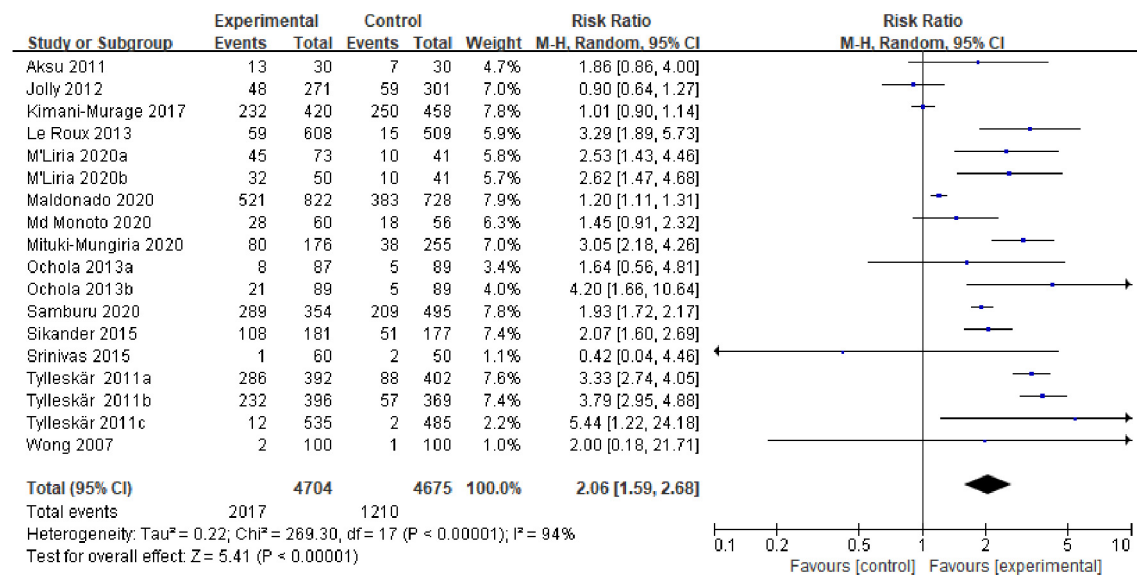 Experimental Control Risk Ratio Risk Ratio
Study or Subgroup Events Total Events Total Weight M-H, Random, 95% CI M-H, Random, 95% CI
Aksu 2011 13 30 7 30 4.7% 1.86 [0.86, 4.00]
Jolly 2012 48 271 59 301 7.0% 0.90 [0.64, 1.27]
Kimani-Murage 2017 232 420 250 458 7.8% 1.01 [0.90, 1.14]
Le Roux 2013 59 608 15 509 5.9% 3.29 [1.89, 5.73]
M'Liria 2020a 45 73 10 41 5.8% 2.53 [1.43, 4.46]
M'Liria 2020b 32 50 10 41 5.7% 2.62 [1.47, 4.68]
Maldonado 2020 521 822 383 728 7.9% 1.20 [1.11, 1.31]
Md Monoto 2020 28 60 18 56 6.3% 1.45 [0.91, 2.32]
Mituki-Mungiria 2020 80 176 38 255 7.0% 3.05 [2.18, 4.26]
Ochola 2013a 8 87 5 89 3.4% 1.64 [0.56, 4.81]
Ochola 2013b 21 89 5 89 4.0% 4.20 [1.66, 10.64]
Samburu 2020 289 354 209 495 7.8% 1.93 [1.72, 2.17]
Sikander 2015 108 181 51 177 7.4% 2.07 [1.60, 2.69]
Srinivas 2015 1 60 2 50 1.1% 0.42 [0.04, 4.46]
Tylleskär 2011a 286 392 88 402 7.6% 3.33 [2.74, 4.05]
Tylleskär 2011b 232 396 57 369 7.4% 3.79 [2.95, 4.88]
Tylleskär 2011c 12 535 2 485 2.2% 5.44 [1.22, 24.18]
Wong 2007 2 100 1 100 1.0% 2.00 [0.18, 21.71]
Total (95% CI) 4704 4675 100.0% 2.06 [1.59, 2.68]
Total events 2017 1210
Heterogeneity: Tau² = 0.22; Chi² = 269.30, df = 17 (P < 0.00001); I² = 94%
Test for overall effect: Z = 5.41 (P < 0.00001)
0.1 0.2 0.5 1 2 5 10
Favours [control] Favours [experimental]